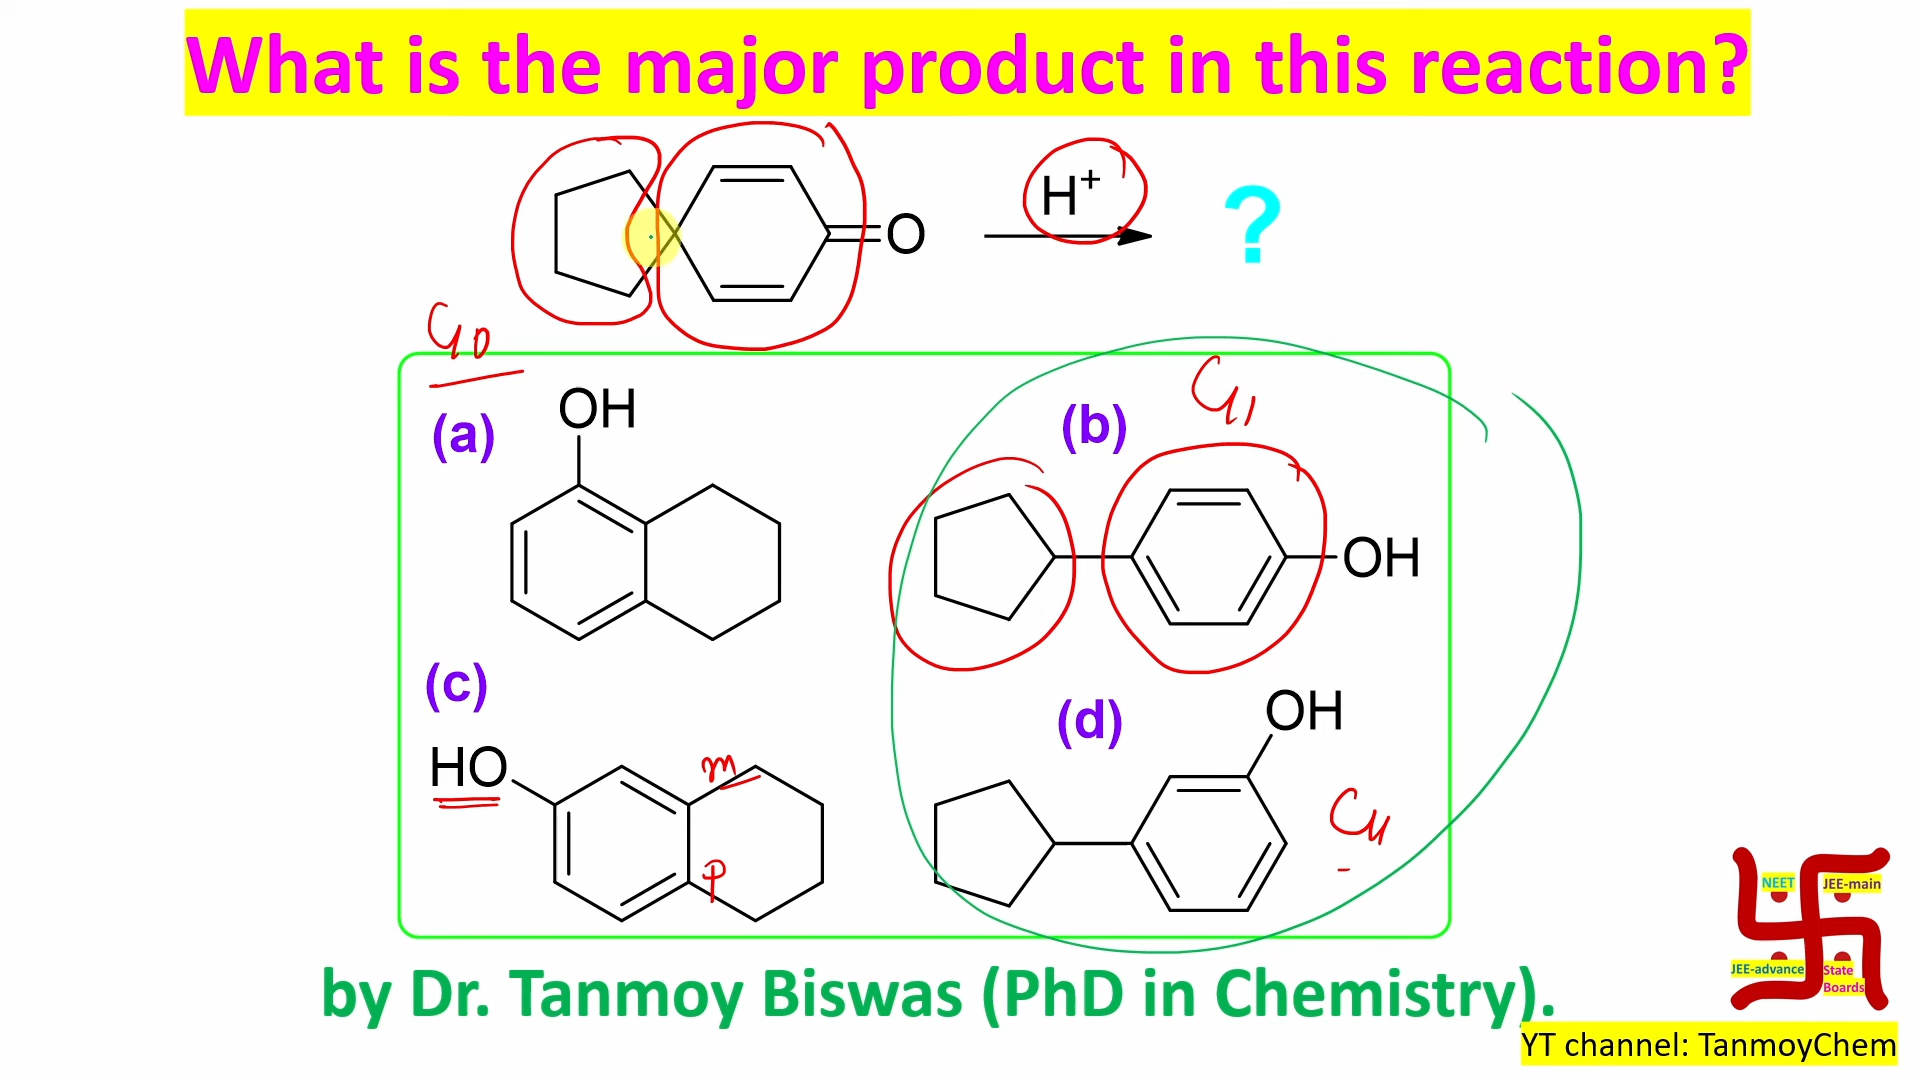 What is the major product in this reaction?
O
H+
?
C10
(a)
OH
(b)
C11
OH
(c)
HO
m
p
(d)
OH
C11
NEET
JEE-main
JEE-advance
State
Boards
by Dr. Tanmoy Biswas (PhD in Chemistry).
YT channel: TanmoyChem